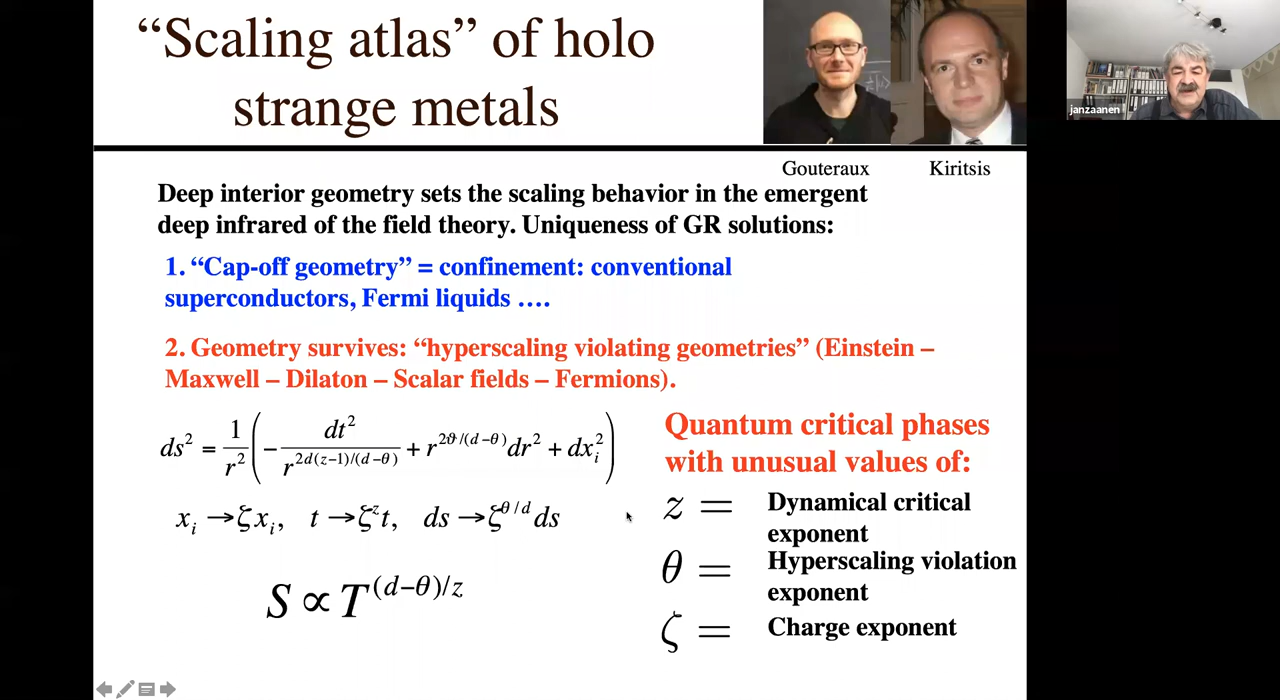 “Scaling atlas” of holo
strange metals
janzaanen
Gouteraux Kiritsis
Deep interior geometry sets the scaling behavior in the emergent
deep infrared of the field theory. Uniqueness of GR solutions:
1. “Cap-off geometry” = confinement: conventional
superconductors, Fermi liquids ….
2. Geometry survives: “hyperscaling violating geometries” (Einstein –
Maxwell – Dilaton – Scalar fields – Fermions).
ds² = 1/r² ( − dt²/r^{2d(z−1)/(d−θ)} + r^{2ϑ/(d−θ)} dr² + dx_i² )
x_i → ζx_i, t → ζ^z t, ds → ζ^{θ/d} ds
S ∝ T^{(d−θ)/z}
Quantum critical phases
with unusual values of:
z = Dynamical critical
exponent
θ = Hyperscaling violation
exponent
ζ = Charge exponent